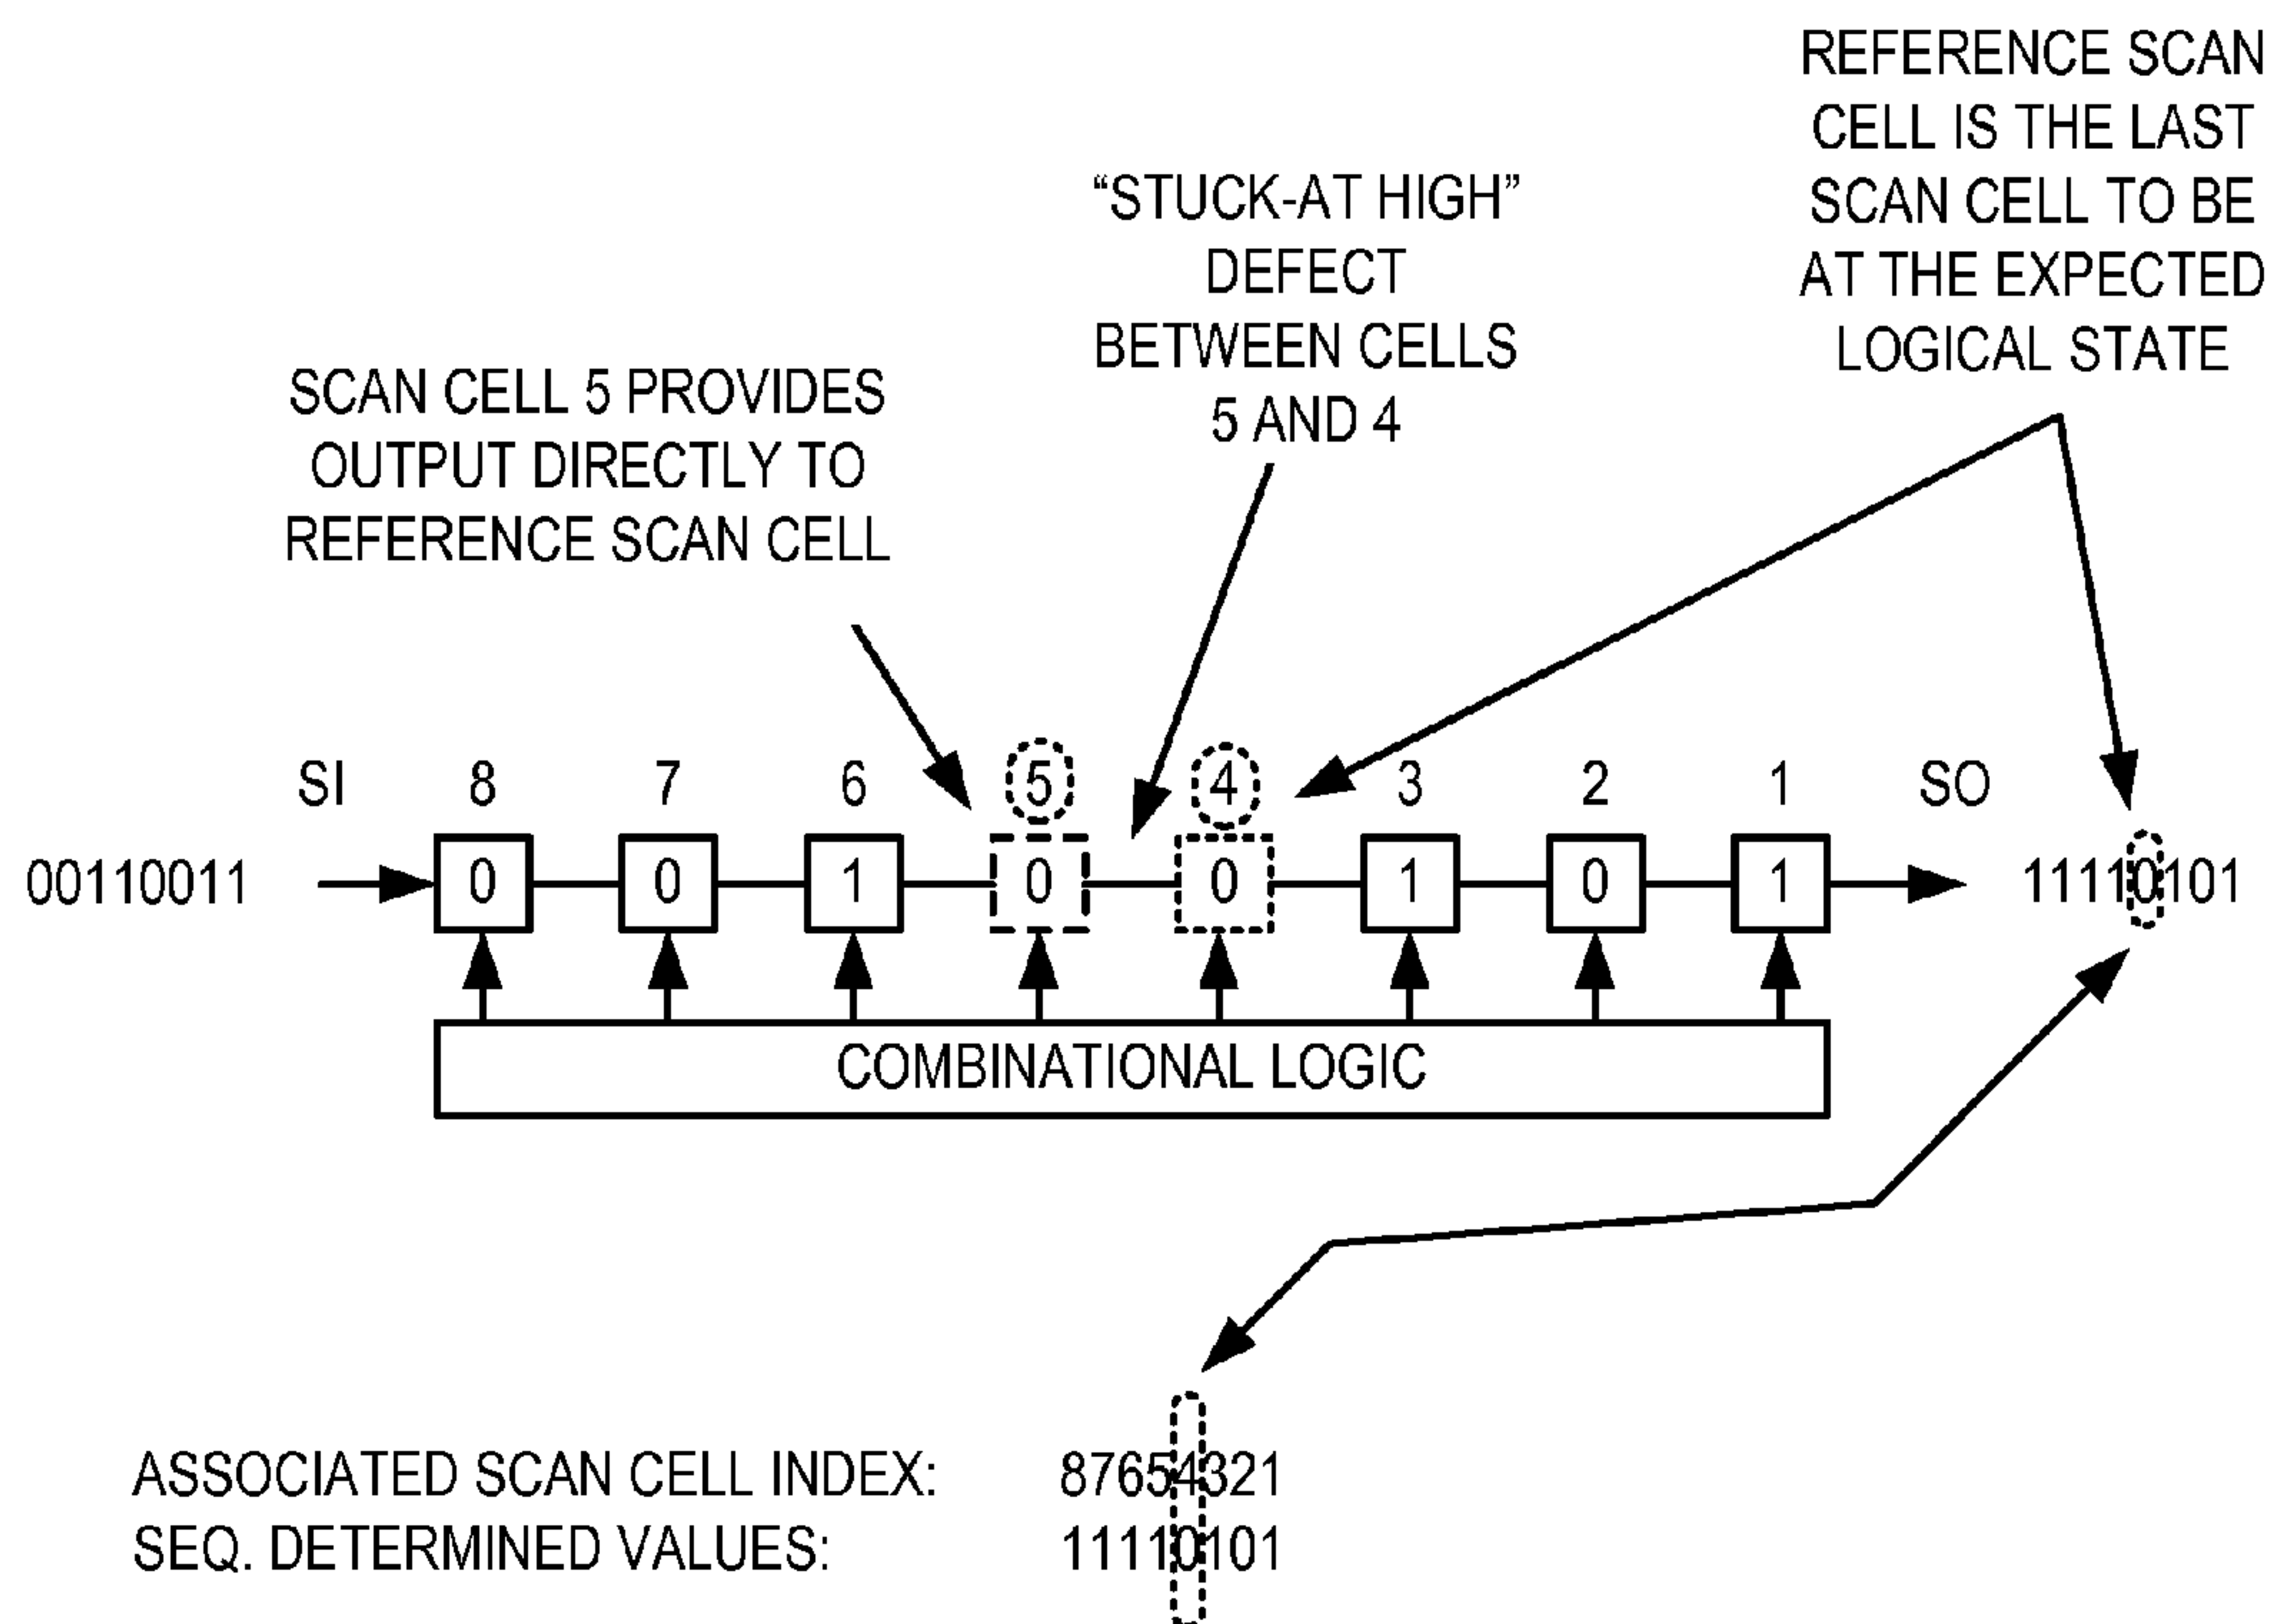 REFERENCE SCAN
CELL IS THE LAST
SCAN CELL TO BE
AT THE EXPECTED
LOGICAL STATE
“STUCK-AT HIGH”
DEFECT
BETWEEN CELLS
5 AND 4
SCAN CELL 5 PROVIDES
OUTPUT DIRECTLY TO
REFERENCE SCAN CELL
SI 8 7 6 5 4 3 2 1 SO
00110011 0 0 1 0 0 1 0 1 11110101
COMBINATIONAL LOGIC
ASSOCIATED SCAN CELL INDEX: 87654321
SEQ. DETERMINED VALUES: 11110101